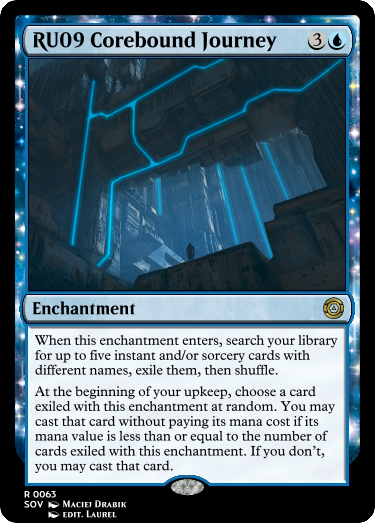 RU09 Corebound Journey 3
Enchantment
When this enchantment enters, search your library
for up to five instant and/or sorcery cards with
different names, exile them, then shuffle.
At the beginning of your upkeep, choose a card
exiled with this enchantment at random. You may
cast that card without paying its mana cost if its
mana value is less than or equal to the number of
cards exiled with this enchantment. If you don't,
you may cast that card.
R 0063
SOV Maciej Drabik
edit. Laurel